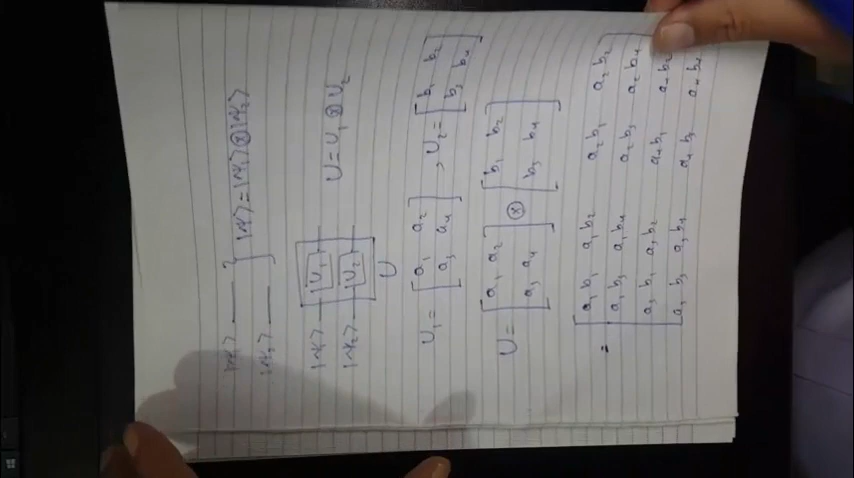 |ψ₁> ——
|ψ₂> —— } |ψ> = |ψ₁> ⊗ |ψ₂>
|ψ₁> — U₁ —
|ψ₂> — U₂ —
U
U = U₁ ⊗ U₂
U₁ = [ a₁ a₂ ; a₃ a₄ ] , U₂ = [ b₁ b₂ ; b₃ b₄ ]
U = [ a₁ a₂ ; a₃ a₄ ] ⊗ [ b₁ b₂ ; b₃ b₄ ]
= [ a₁b₁ a₁b₂ a₂b₁ a₂b₂
a₁b₃ a₁b₄ a₂b₃ a₂b₄
a₃b₁ a₃b₂ a₄b₁ a₄b₂
a₃b₃ a₃b₄ a₄b₃ a₄b₄